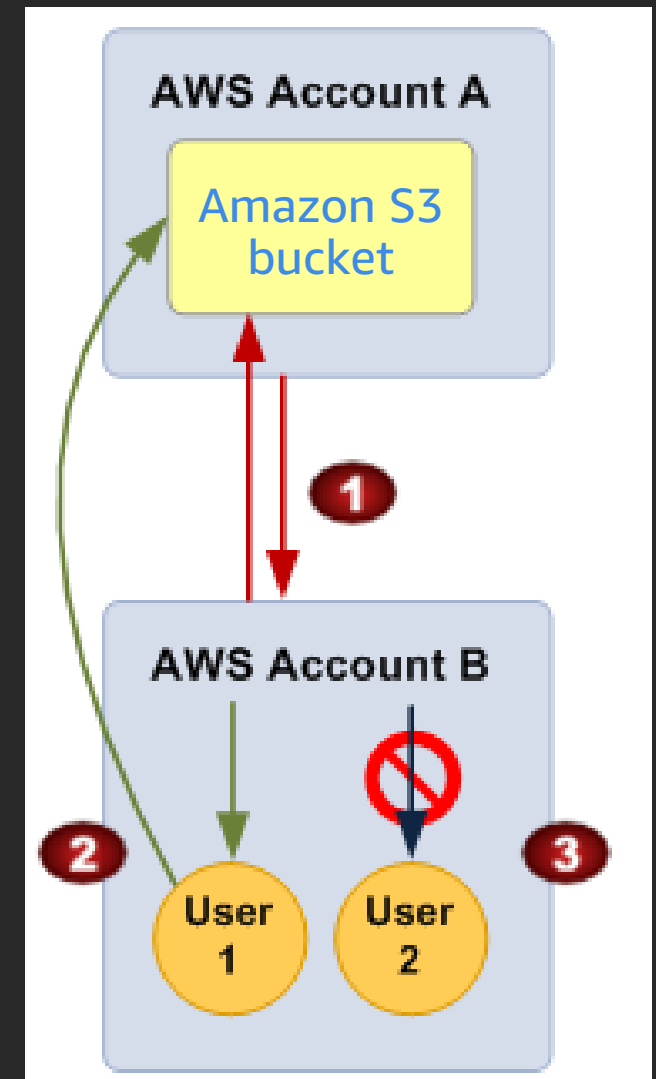 AWS Account A
Amazon S3
bucket
1
AWS Account B
2
3
User
1
User
2